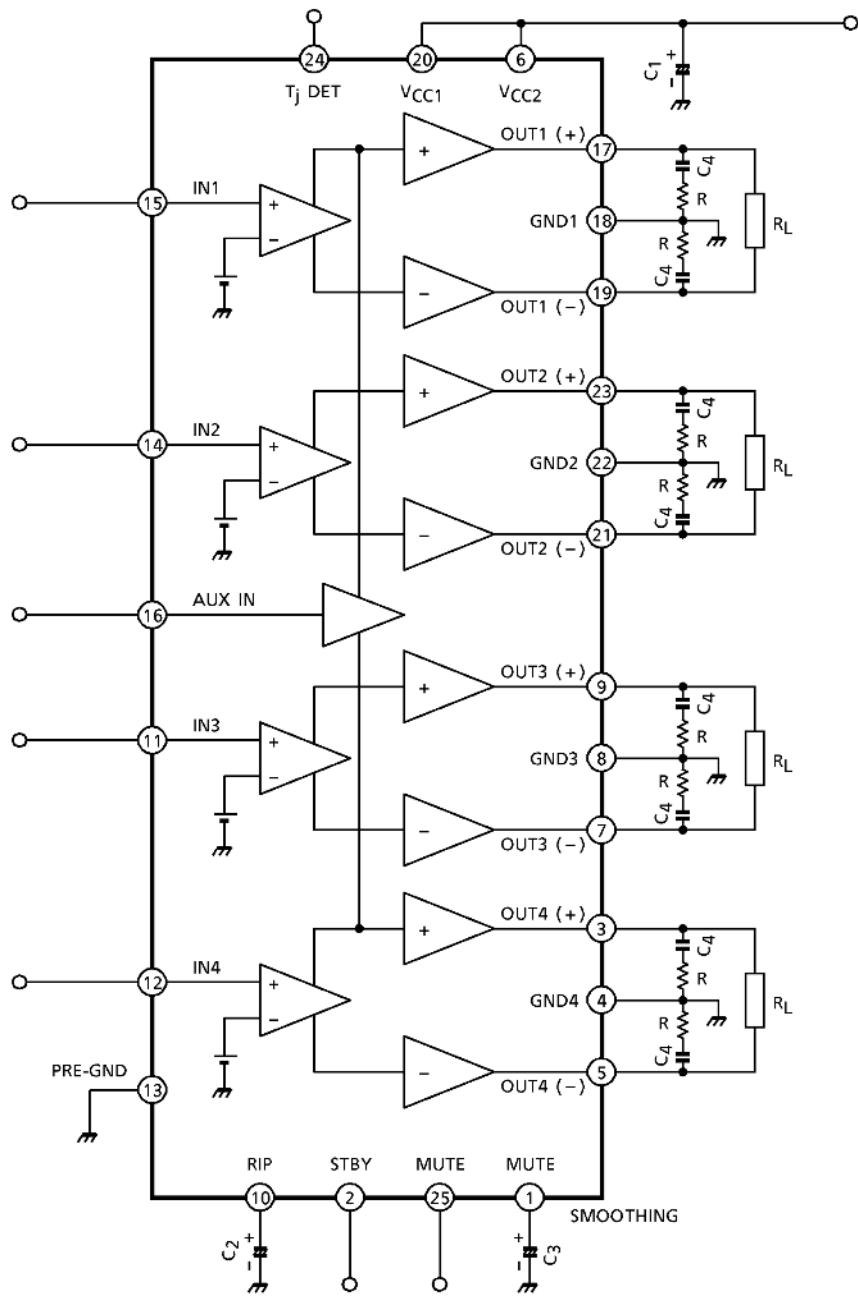 24
20
6
C1
+
-
Tj DET
VCC1
VCC2
OUT1 (+)
17
+
C4
R
15
IN1
+
-
GND1
18
RL
R
C4
-
19
OUT1 (-)
OUT2 (+)
23
+
C4
R
14
IN2
+
-
GND2
22
RL
R
C4
-
21
OUT2 (-)
16
AUX IN
OUT3 (+)
9
+
C4
R
11
IN3
+
-
GND3
8
RL
R
C4
-
7
OUT3 (-)
OUT4 (+)
3
+
C4
R
12
IN4
+
-
GND4
4
RL
R
C4
-
5
OUT4 (-)
PRE-GND
13
RIP
STBY
MUTE
MUTE
10
2
25
1
SMOOTHING
C2
+
-
+
-
C3